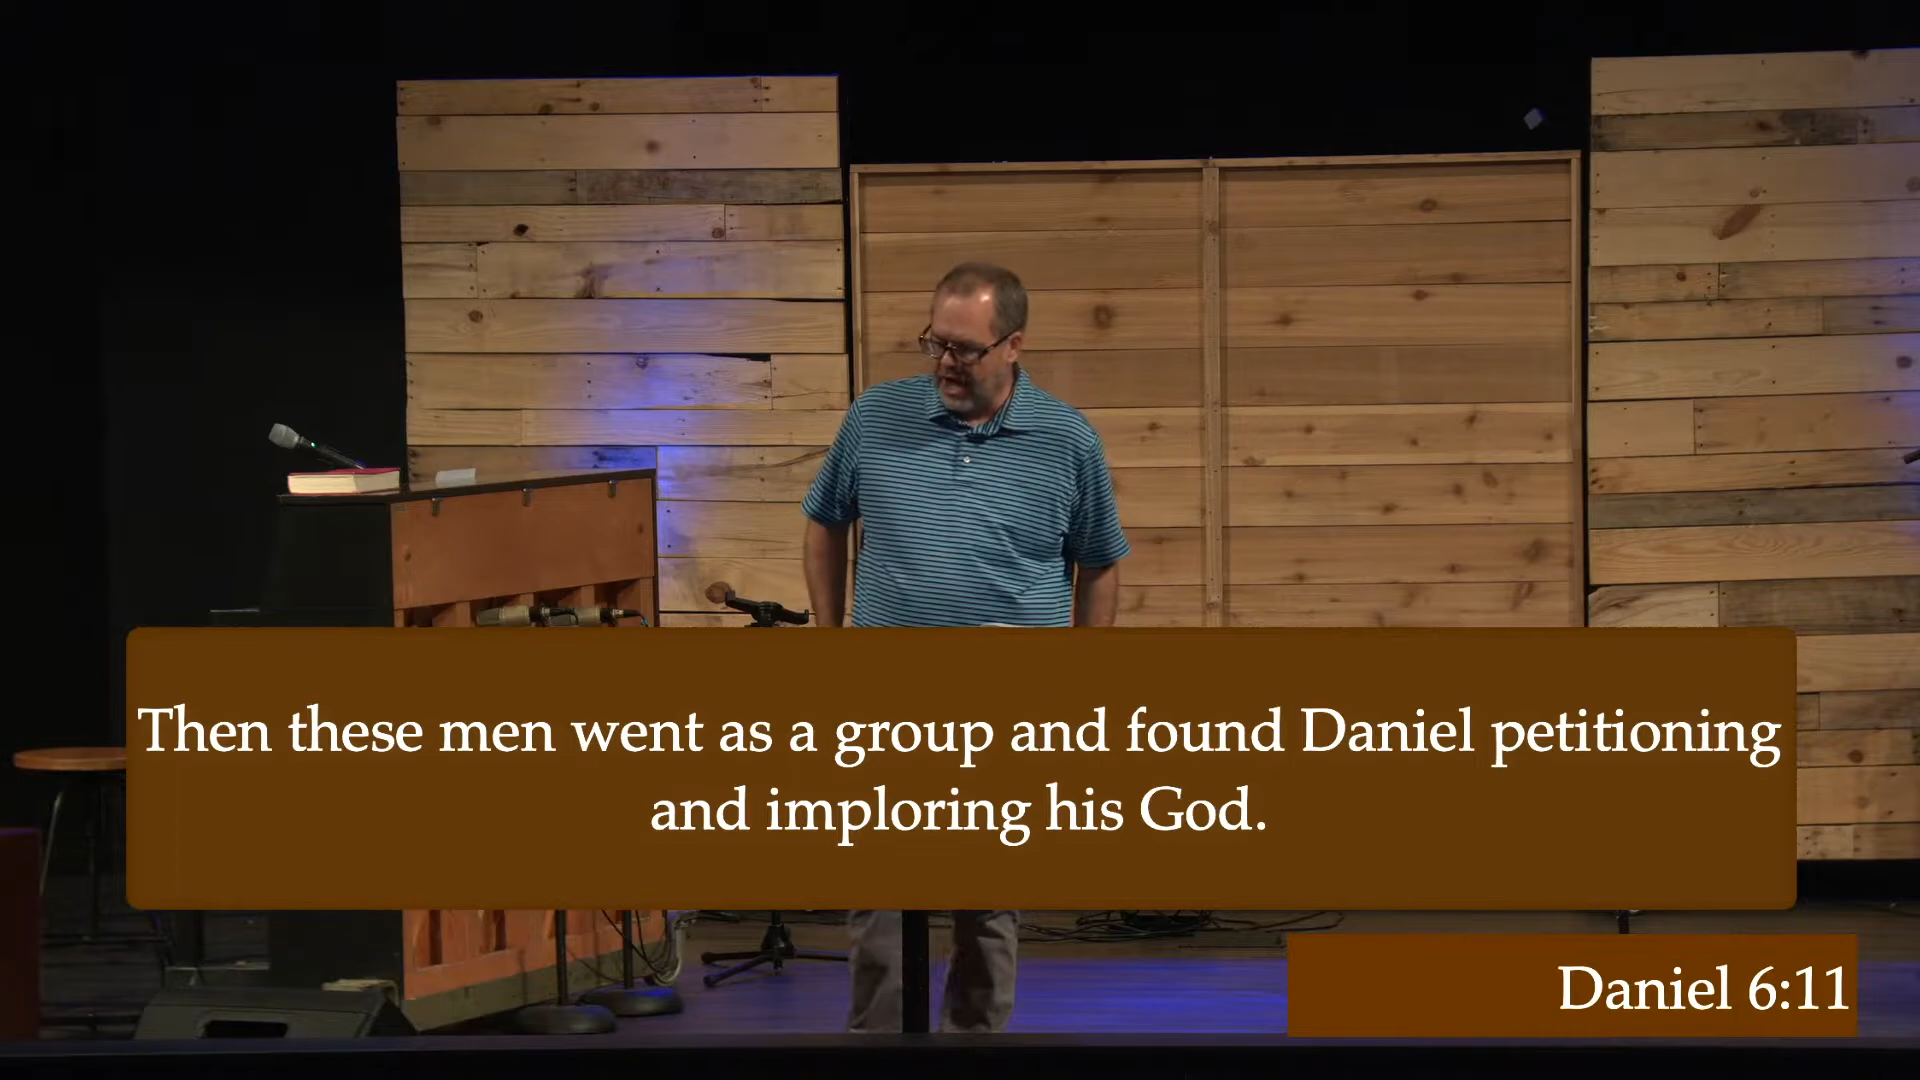 Then these men went as a group and found Daniel petitioning
and imploring his God.
Daniel 6:11